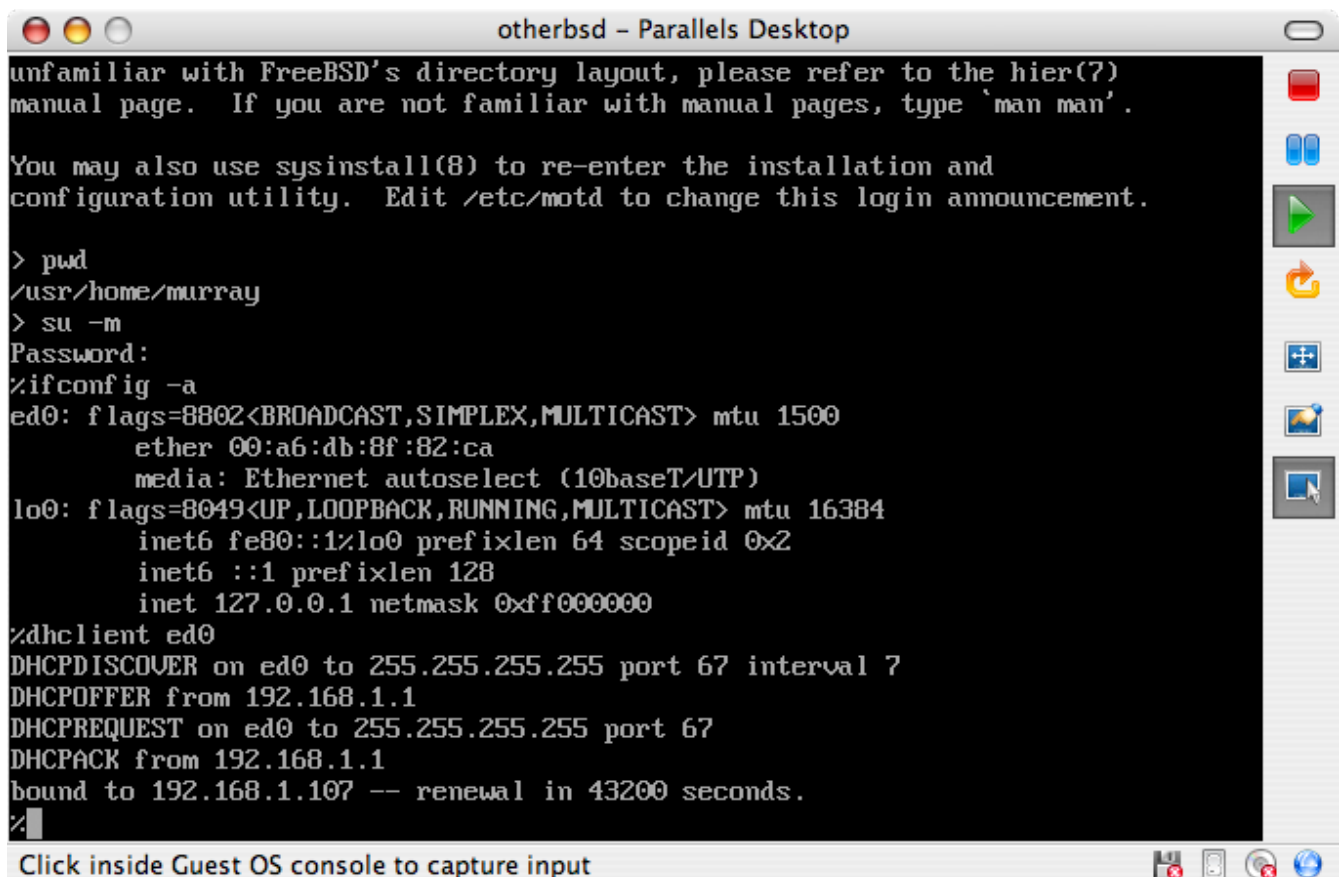 otherbsd – Parallels Desktop
unfamiliar with FreeBSD's directory layout, please refer to the hier(7)
manual page.  If you are not familiar with manual pages, type `man man'.
You may also use sysinstall(8) to re-enter the installation and
configuration utility.  Edit /etc/motd to change this login announcement.
> pwd
/usr/home/murray
> su -m
Password:
%ifconfig -a
ed0: flags=8802<BROADCAST,SIMPLEX,MULTICAST> mtu 1500
        ether 00:a6:db:8f:82:ca
        media: Ethernet autoselect (10baseT/UTP)
lo0: flags=8049<UP,LOOPBACK,RUNNING,MULTICAST> mtu 16384
        inet6 fe80::1%lo0 prefixlen 64 scopeid 0x2
        inet6 ::1 prefixlen 128
        inet 127.0.0.1 netmask 0xff000000
%dhclient ed0
DHCPDISCOVER on ed0 to 255.255.255.255 port 67 interval 7
DHCPOFFER from 192.168.1.1
DHCPREQUEST on ed0 to 255.255.255.255 port 67
DHCPACK from 192.168.1.1
bound to 192.168.1.107 -- renewal in 43200 seconds.
%
Click inside Guest OS console to capture input